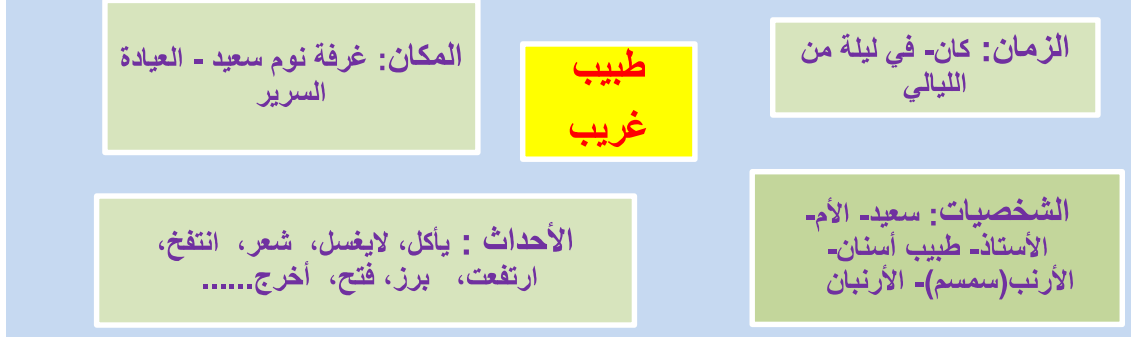 الزمان: كان- في ليلة من
الليالي
طبيب
غريب
المكان: غرفة نوم سعيد - العيادة
السرير
الشخصيات: سعيد- الأم-
الأستاذ- طبيب أسنان-
الأرنب(سمسم)- الأرنبان
الأحداث : يأكل، لايغسل، شعر، انتفخ،
ارتفعت، برز، فتح، أخرج......